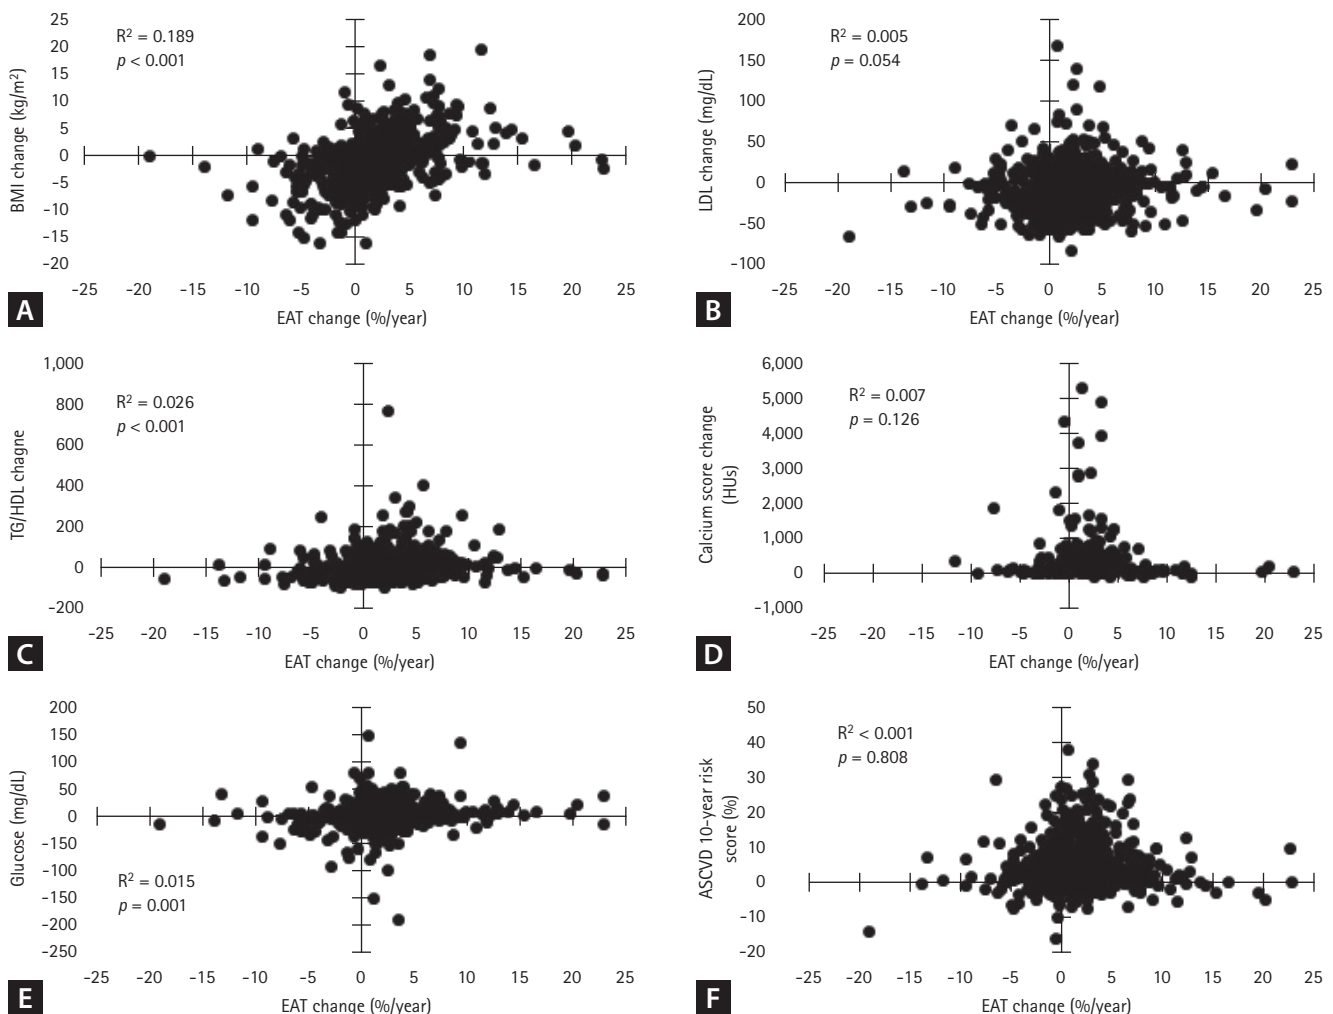 25
20
15
10
5
0
-5
-10
-15
-20
BMI change (kg/m²)
R² = 0.189
p < 0.001
-25 -20 -15 -10 -5 0 5 10 15 20 25
EAT change (%/year)
A
200
150
100
50
0
-50
-100
LDL change (mg/dL)
R² = 0.005
p = 0.054
-25 -20 -15 -10 -5 0 5 10 15 20 25
EAT change (%/year)
B
1,000
800
600
400
200
0
-200
TG/HDL chagne
R² = 0.026
p < 0.001
-25 -20 -15 -10 -5 0 5 10 15 20 25
EAT change (%/year)
C
6,000
5,000
4,000
3,000
2,000
1,000
0
-1,000
Calcium score change
(HUs)
R² = 0.007
p = 0.126
-25 -20 -15 -10 -5 0 5 10 15 20 25
EAT change (%/year)
D
200
150
100
50
0
-50
-150
-100
-150
-200
-250
Glucose (mg/dL)
R² = 0.015
p = 0.001
-25 -20 -15 -10 -5 0 5 10 15 20 25
EAT change (%/year)
E
50
40
30
20
10
0
-10
-20
ASCVD 10-year risk
score (%)
R² < 0.001
p = 0.808
-25 -20 -15 -10 -5 0 5 10 15 20 25
EAT change (%/year)
F